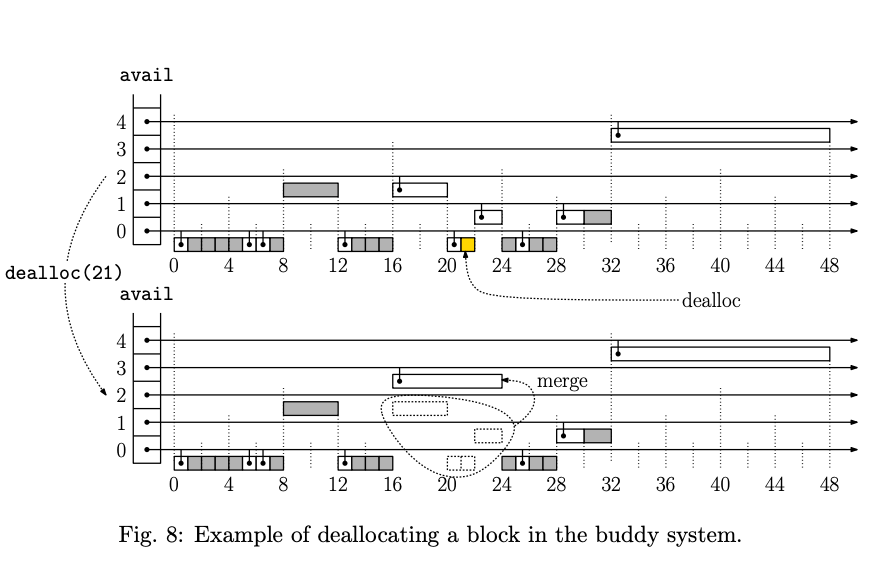 avail
4
3
2
1
0
0 4 8 12 16 20 24 28 32 36 40 44 48
dealloc(21)
dealloc
avail
4
3
merge
2
1
0
0 4 8 12 16 20 24 28 32 36 40 44 48
Fig. 8: Example of deallocating a block in the buddy system.